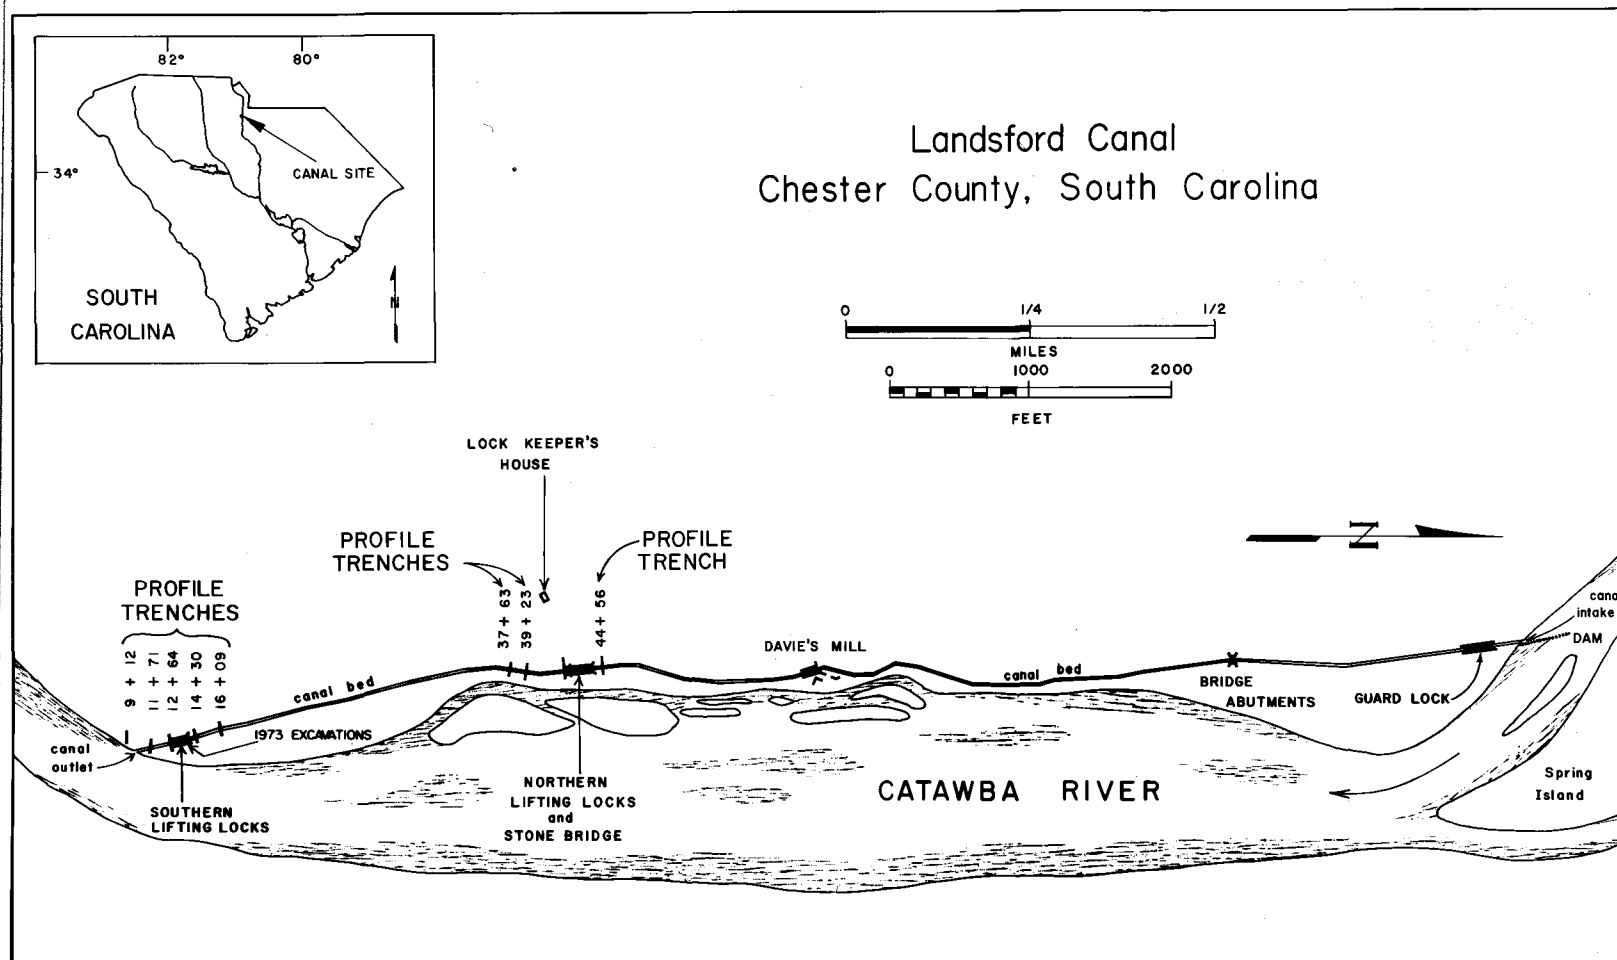 82°
80°
34°
CANAL SITE
SOUTH
CAROLINA
N
Landsford Canal
Chester County, South Carolina
0 1/4 1/2
MILES
0 1000 2000
FEET
LOCK KEEPER'S
HOUSE
PROFILE
TRENCHES
PROFILE
TRENCH
N
PROFILE
TRENCHES
37 + 63
39 + 23
44 + 56
9 + 12
11 + 71
12 + 64
14 + 30
16 + 09
canal bed
DAVIE'S MILL
canal bed
BRIDGE
ABUTMENTS
GUARD LOCK
intake
DAM
canal
outlet
1973 EXCAVATIONS
SOUTHERN
LIFTING LOCKS
NORTHERN
LIFTING LOCKS
and
STONE BRIDGE
CATAWBA RIVER
Spring
Island